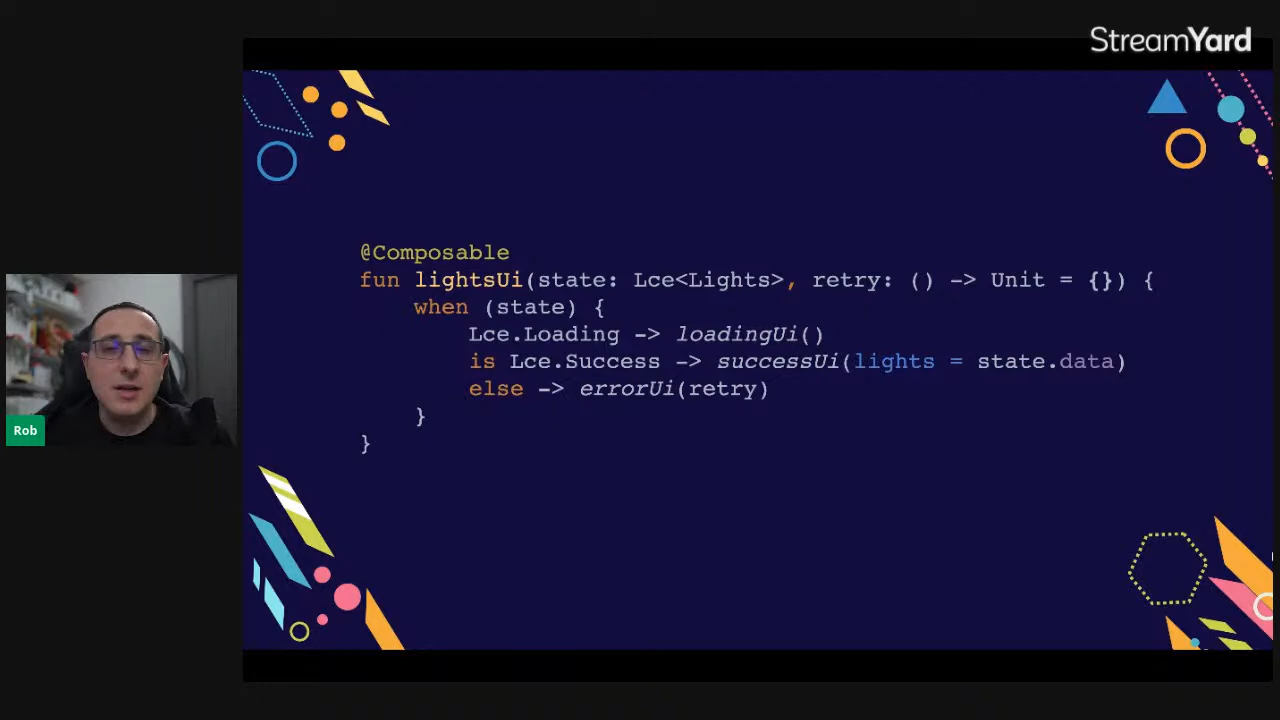 StreamYard
@Composable
fun lightsUi(state: Lce<Lights>, retry: () -> Unit = {}) {
    when (state) {
        Lce.Loading -> loadingUi()
        is Lce.Success -> successUi(lights = state.data)
        else -> errorUi(retry)
    }
}
Rob